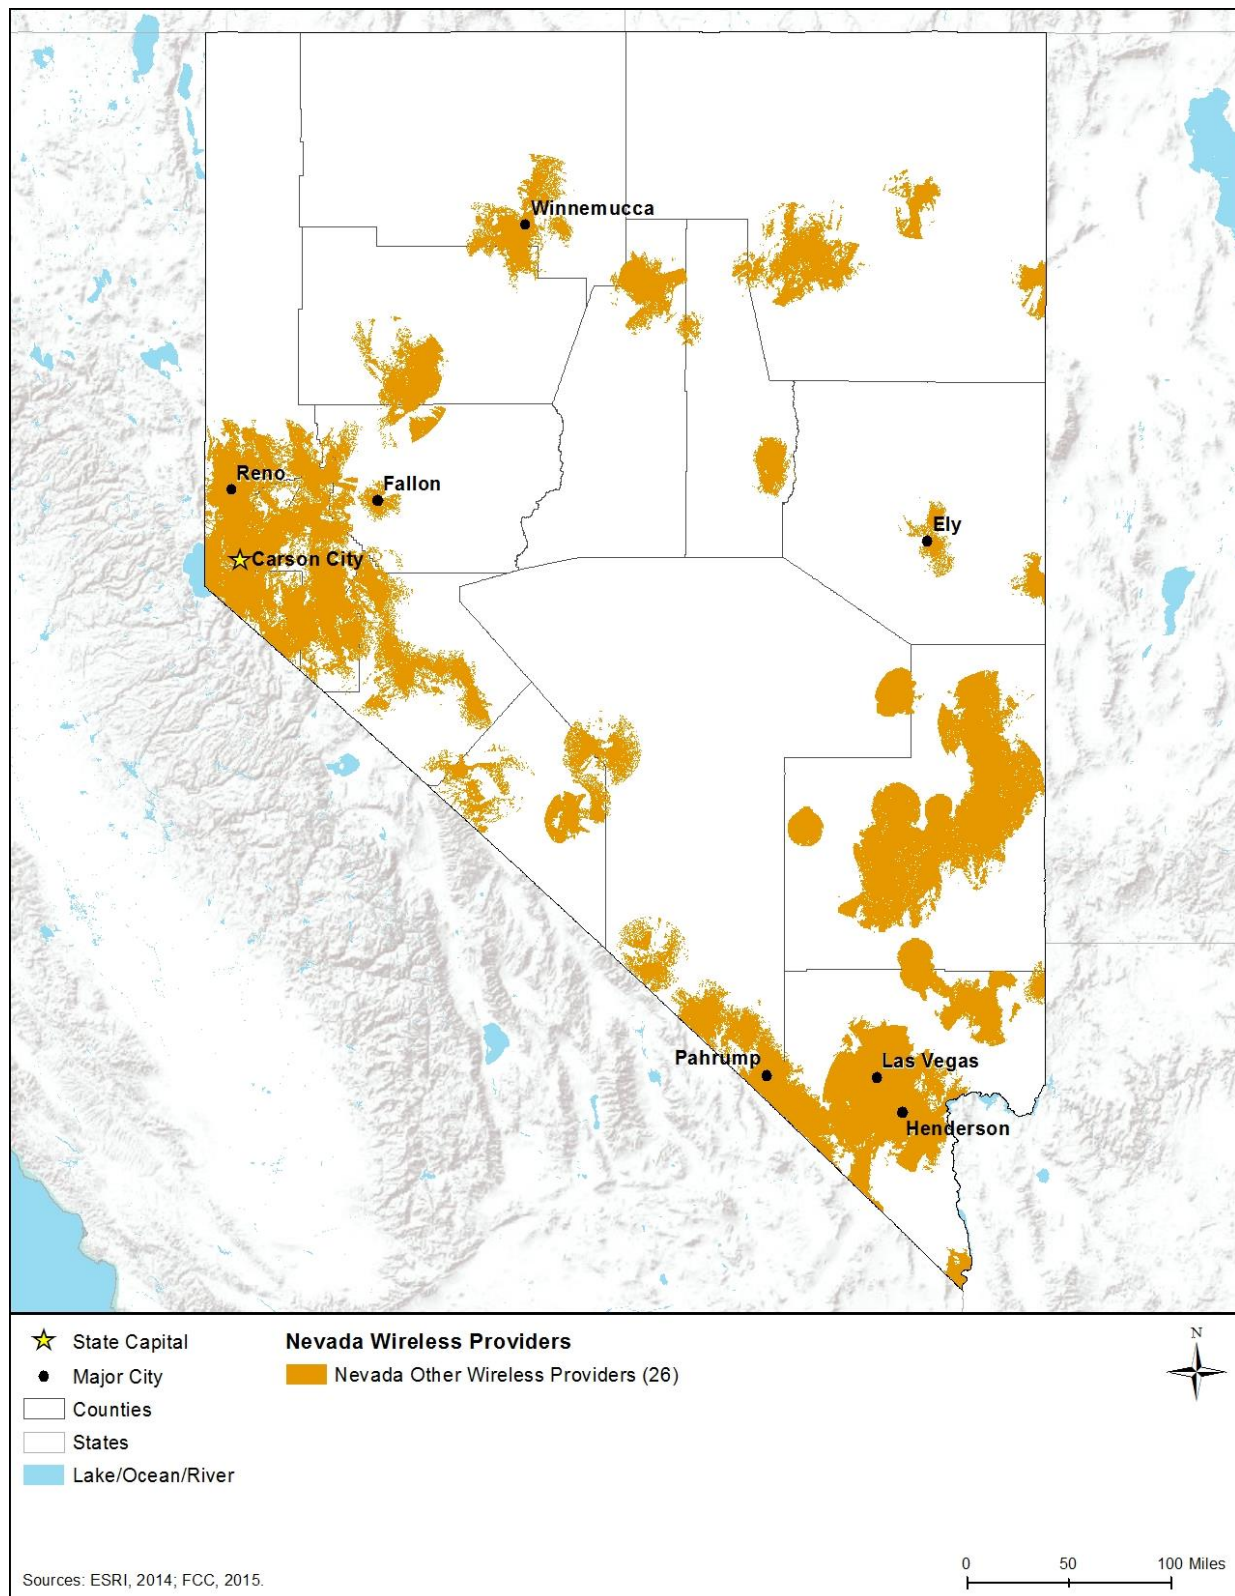 Winnemucca
Reno
Fallon
Ely
Carson City
Pahrump
Las Vegas
Henderson
State Capital
Major City
Counties
States
Lake/Ocean/River
Nevada Wireless Providers
Nevada Other Wireless Providers (26)
N
0 50 100 Miles
Sources: ESRI, 2014; FCC, 2015.